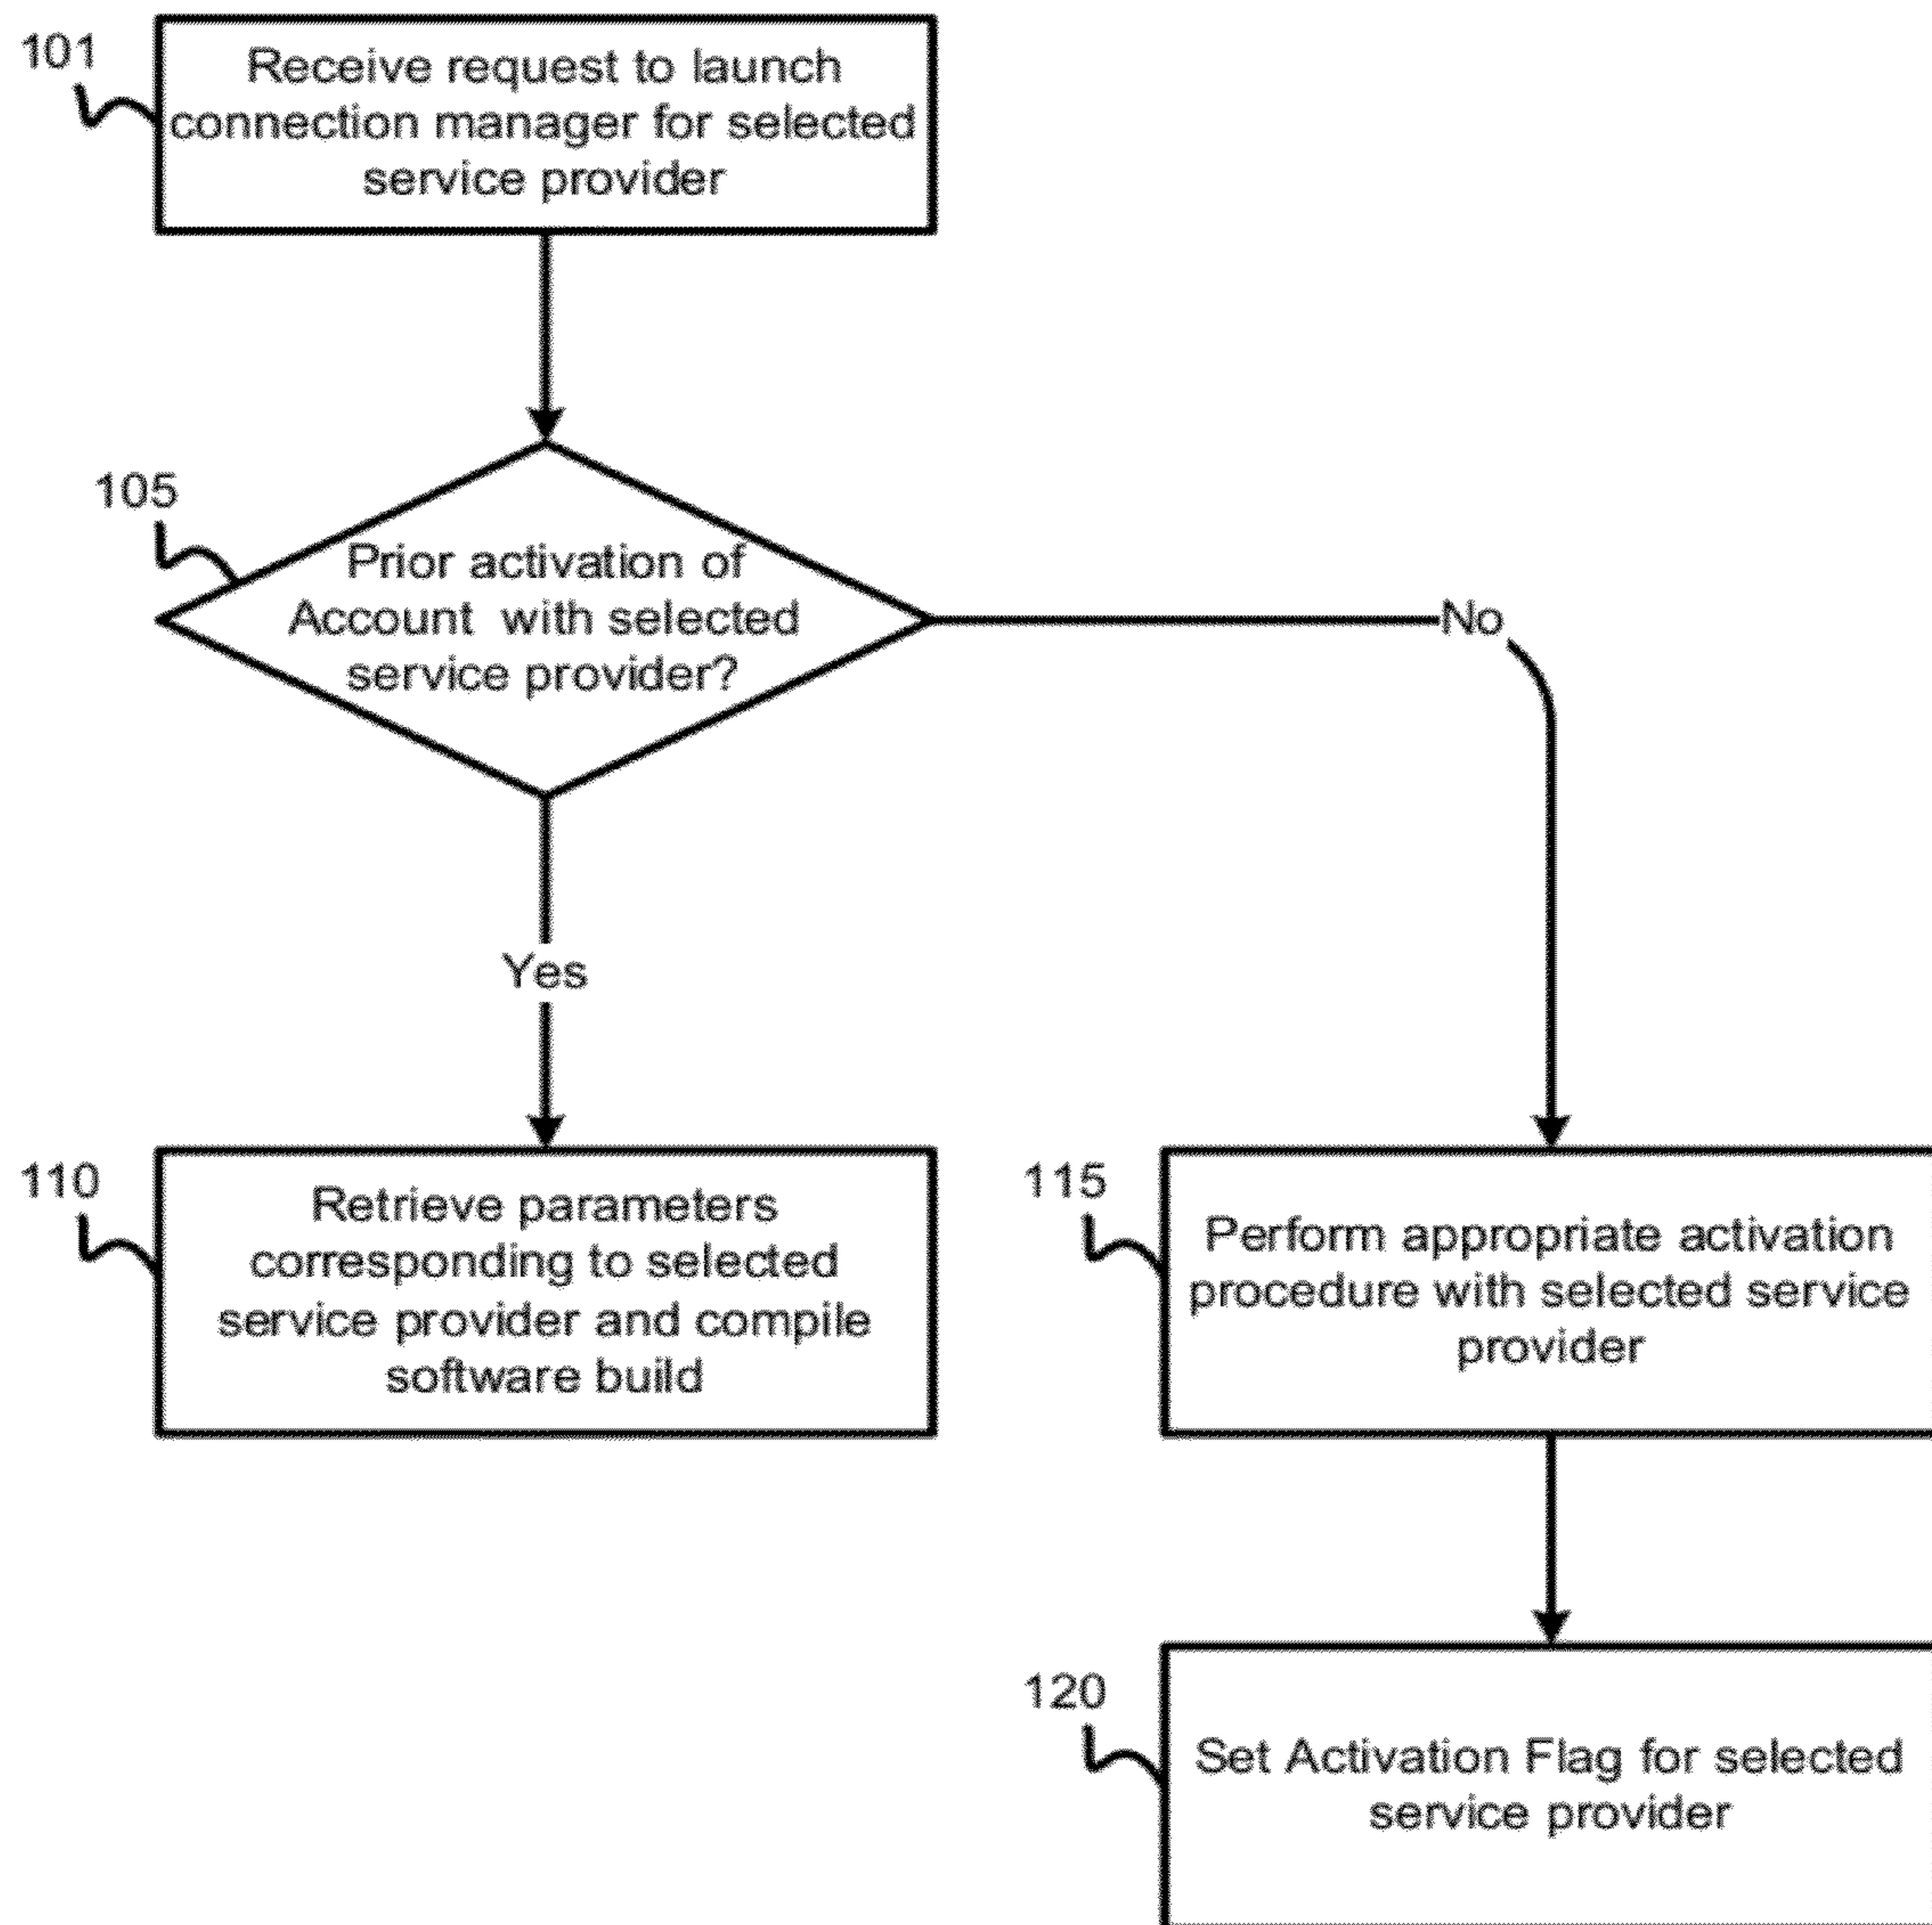 101
Receive request to launch
connection manager for selected
service provider
105
Prior activation of
Account with selected
service provider?
No
Yes
110
Retrieve parameters
corresponding to selected
service provider and compile
software build
115
Perform appropriate activation
procedure with selected service
provider
120
Set Activation Flag for selected
service provider